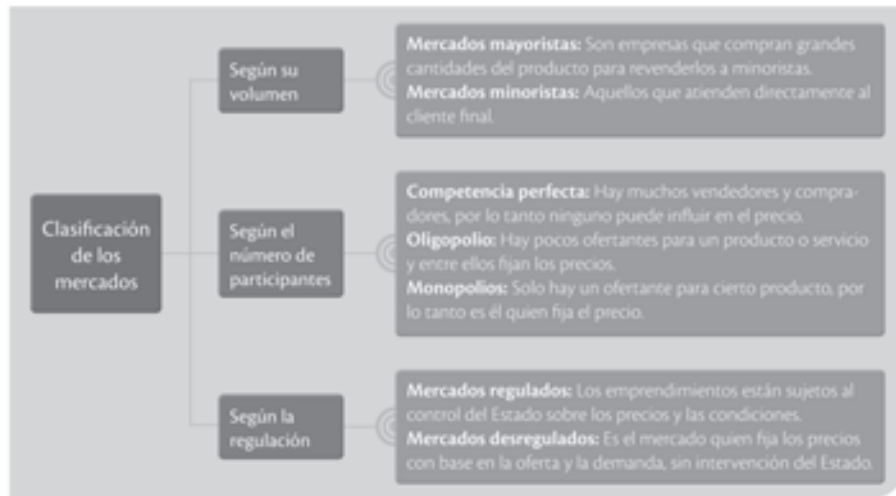 Clasificación
de los
mercados
Según su
volumen
Mercados mayoristas: Son empresas que compran grandes
cantidades del producto para revenderlos a minoristas.
Mercados minoristas: Aquellos que atienden directamente al
cliente final.
Según el
número de
participantes
Competencia perfecta: Hay muchos vendedores y compra-
dores, por lo tanto ninguno puede influir en el precio.
Oligopolio: Hay pocos ofertantes para un producto o servicio
y entre ellos fijan los precios.
Monopolios: Solo hay un ofertante para cierto producto, por
lo tanto es él quien fija el precio.
Según la
regulación
Mercados regulados: Los emprendimientos están sujetos al
control del Estado sobre los precios y las condiciones.
Mercados desregulados: Es el mercado quien fija los precios
con base en la oferta y la demanda, sin intervención del Estado.